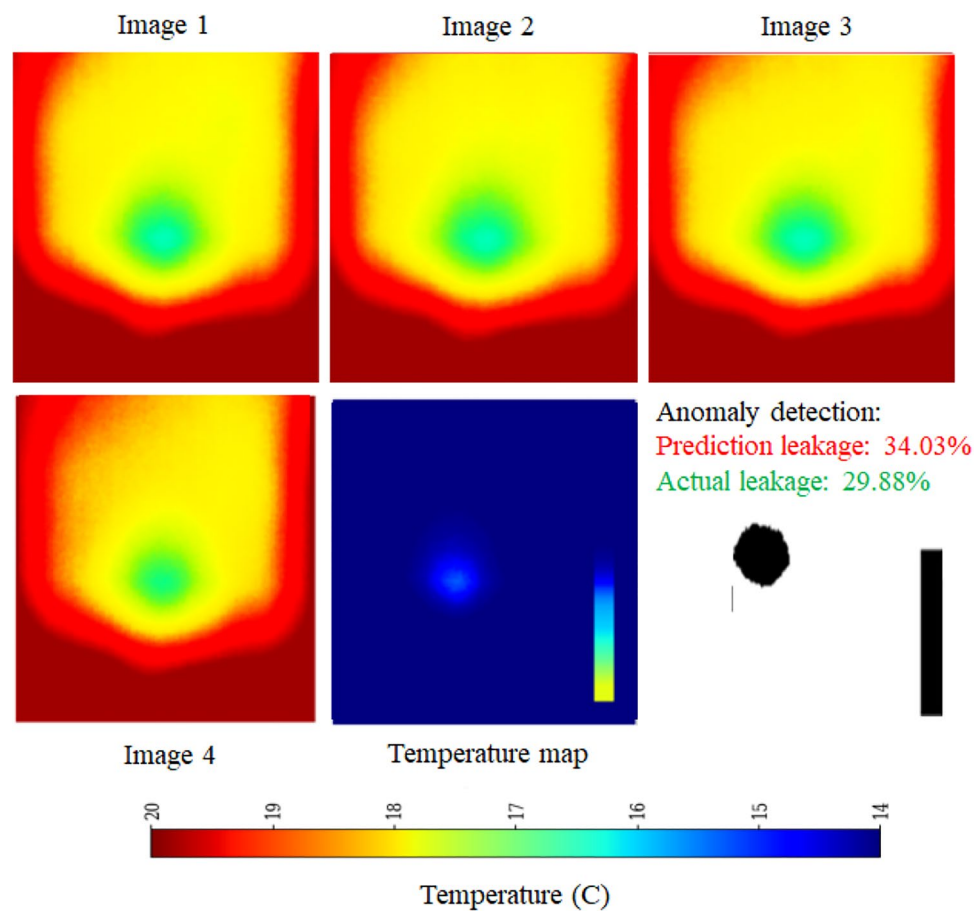 Image 1
Image 2
Image 3
Anomaly detection:
Prediction leakage: 34.03%
Actual leakage: 29.88%
Image 4
Temperature map
20 19 18 17 16 15 14
Temperature (C)